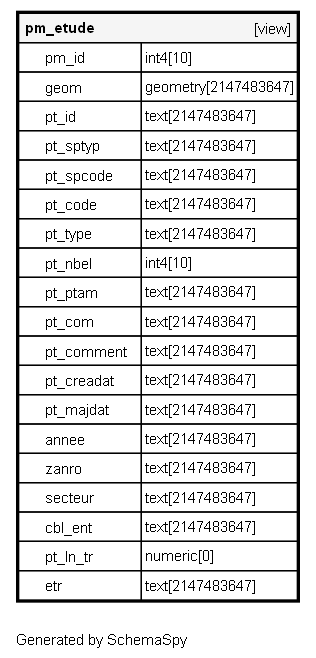 pm_etude [view]
pm_id int4[10]
geom geometry[2147483647]
pt_id text[2147483647]
pt_sptyp text[2147483647]
pt_spcode text[2147483647]
pt_code text[2147483647]
pt_type text[2147483647]
pt_nbel int4[10]
pt_ptam text[2147483647]
pt_com text[2147483647]
pt_comment text[2147483647]
pt_creadat text[2147483647]
pt_majdat text[2147483647]
annee text[2147483647]
zanro text[2147483647]
secteur text[2147483647]
cbl_ent text[2147483647]
pt_ln_tr numeric[0]
etr text[2147483647]
Generated by SchemaSpy